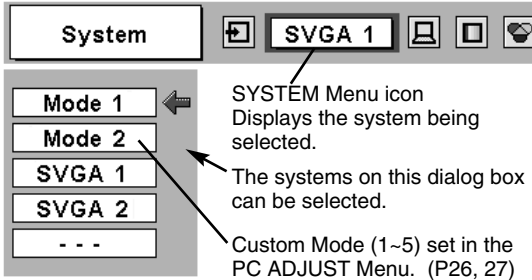 System
SVGA 1
Mode 1
Mode 2
SVGA 1
SVGA 2
- - -
SYSTEM Menu icon
Displays the system being
selected.
The systems on this dialog box
can be selected.
Custom Mode (1~5) set in the
PC ADJUST Menu. (P26, 27)